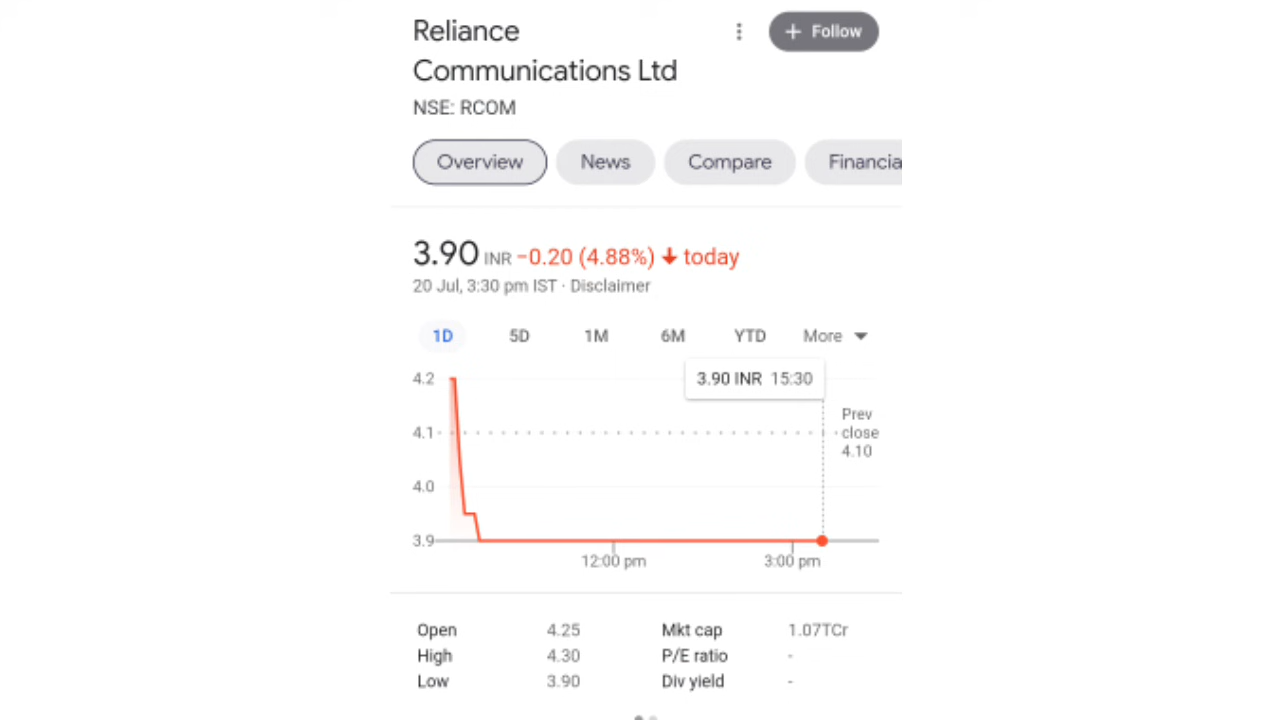 Reliance
Communications Ltd
+ Follow
NSE: RCOM
Overview News Compare Financia
3.90 INR −0.20 (4.88%) ↓ today
20 Jul, 3:30 pm IST · Disclaimer
1D 5D 1M 6M YTD More
3.90 INR 15:30
4.2
4.1
4.0
3.9
Prev
close
4.10
12:00 pm 3:00 pm
Open 4.25 Mkt cap 1.07TCr
High 4.30 P/E ratio -
Low 3.90 Div yield -